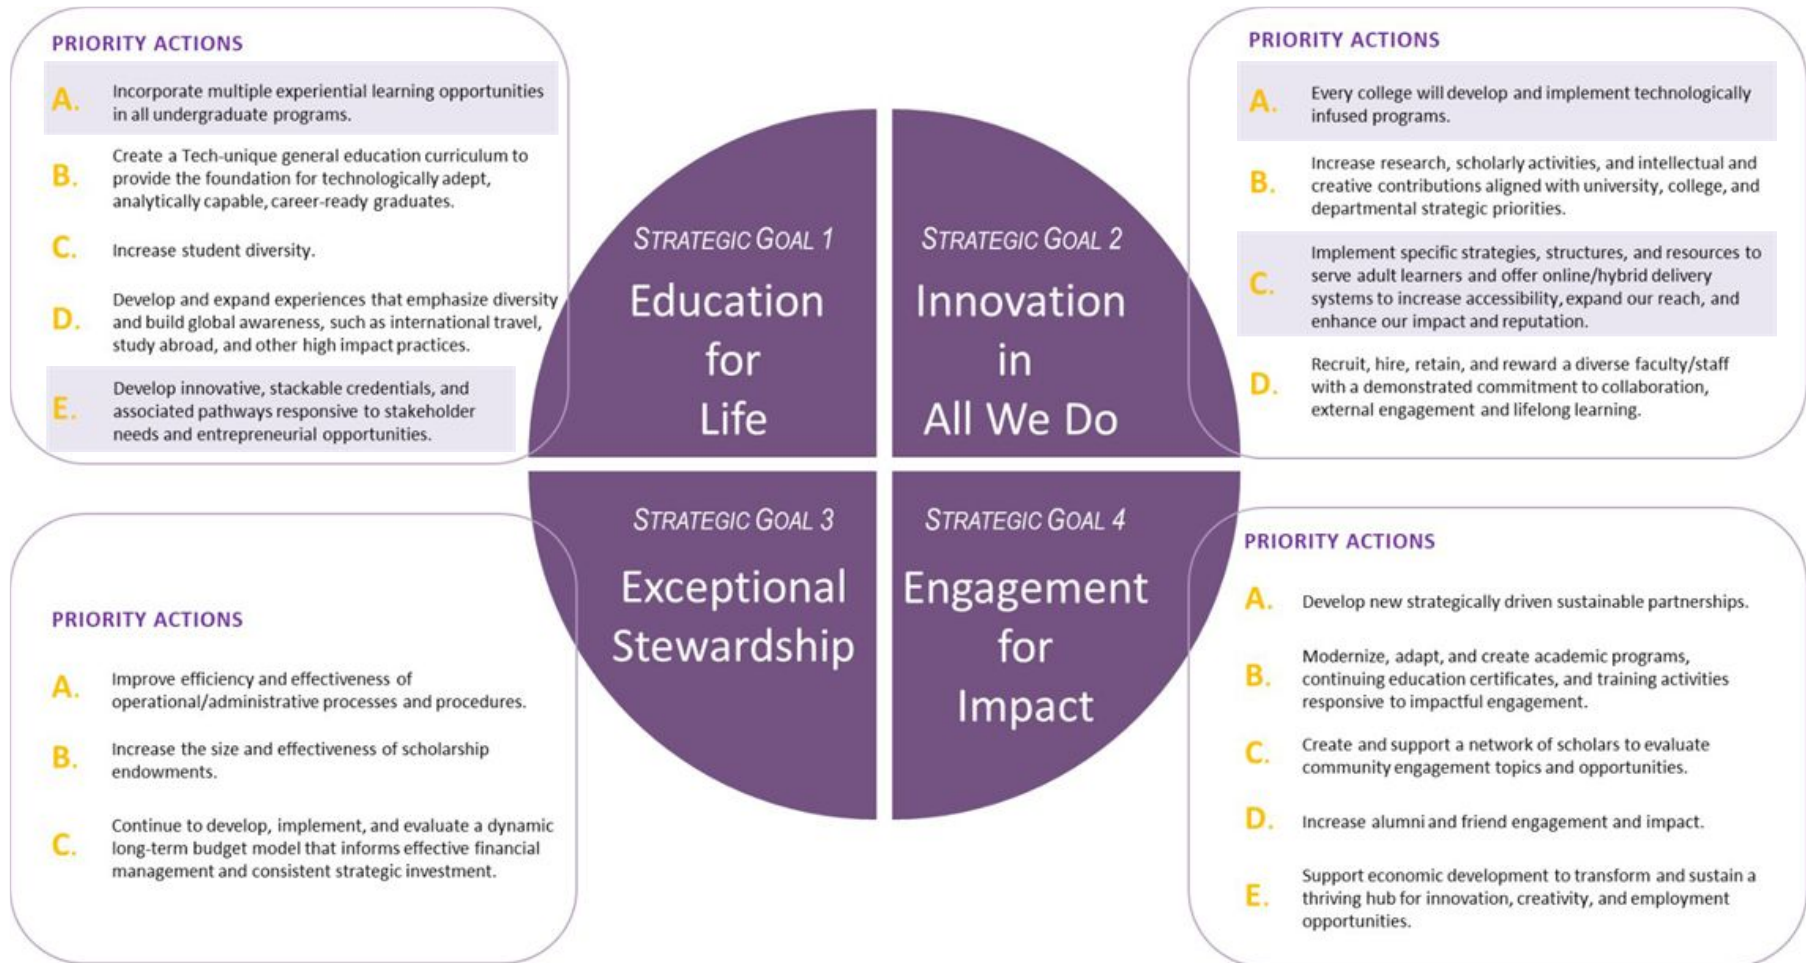 PRIORITY ACTIONS
A. Incorporate multiple experiential learning opportunities
in all undergraduate programs.
B. Create a Tech-unique general education curriculum to
provide the foundation for technologically adept,
analytically capable, career-ready graduates.
C. Increase student diversity.
D. Develop and expand experiences that emphasize diversity
and build global awareness, such as international travel,
study abroad, and other high impact practices.
E. Develop innovative, stackable credentials, and
associated pathways responsive to stakeholder
needs and entrepreneurial opportunities.
STRATEGIC GOAL 1
Education
for
Life
STRATEGIC GOAL 2
Innovation
in
All We Do
PRIORITY ACTIONS
A. Every college will develop and implement technologically
infused programs.
B. Increase research, scholarly activities, and intellectual and
creative contributions aligned with university, college, and
departmental strategic priorities.
C. Implement specific strategies, structures, and resources to
serve adult learners and offer online/hybrid delivery
systems to increase accessibility, expand our reach, and
enhance our impact and reputation.
D. Recruit, hire, retain, and reward a diverse faculty/staff
with a demonstrated commitment to collaboration,
external engagement and lifelong learning.
PRIORITY ACTIONS
A. Improve efficiency and effectiveness of
operational/administrative processes and procedures.
B. Increase the size and effectiveness of scholarship
endowments.
C. Continue to develop, implement, and evaluate a dynamic
long-term budget model that informs effective financial
management and consistent strategic investment.
STRATEGIC GOAL 3
Exceptional
Stewardship
STRATEGIC GOAL 4
Engagement
for
Impact
PRIORITY ACTIONS
A. Develop new strategically driven sustainable partnerships.
B. Modernize, adapt, and create academic programs,
continuing education certificates, and training activities
responsive to impactful engagement.
C. Create and support a network of scholars to evaluate
community engagement topics and opportunities.
D. Increase alumni and friend engagement and impact.
E. Support economic development to transform and sustain a
thriving hub for innovation, creativity, and employment
opportunities.